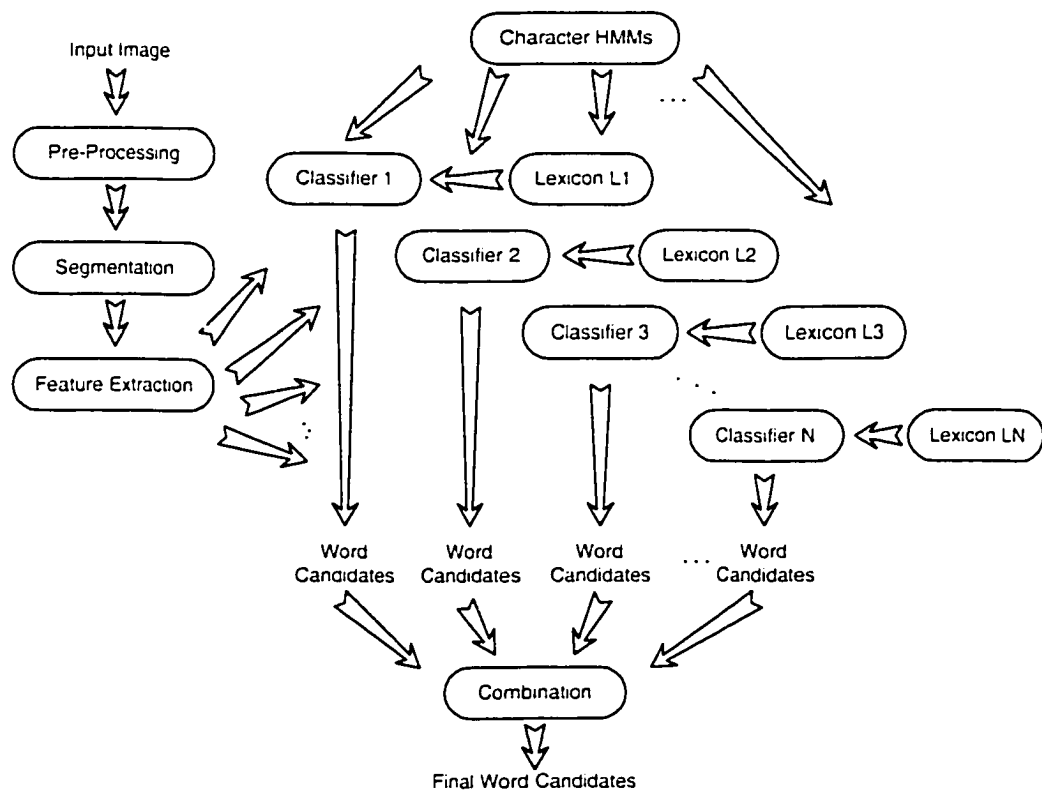 Character HMMs
Input Image
. . .
Pre-Processing
Classifier 1
Lexicon L1
Segmentation
Classifier 2
Lexicon L2
Classifier 3
Lexicon L3
Feature Extraction
. . . .
Classifier N
Lexicon LN
Word
Candidates
Word
Candidates
Word
Candidates
. . .
Word
Candidates
Combination
Final Word Candidates